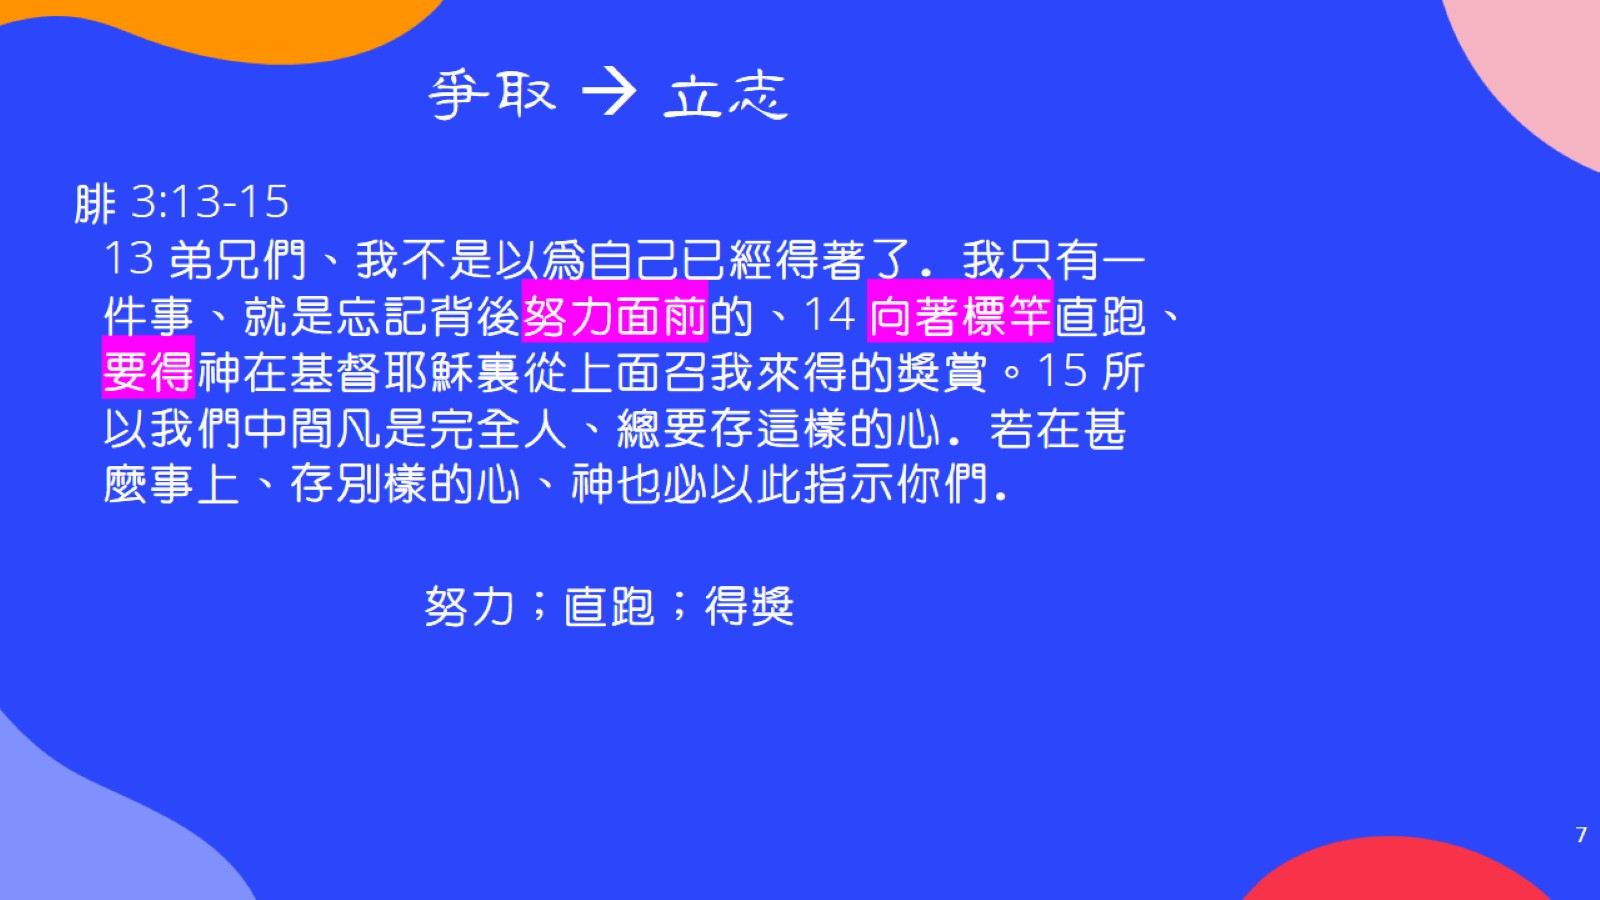 爭取 → 立志
腓 3:13-15
13 弟兄們、我不是以為自己已經得著了．我只有一
件事、就是忘記背後努力面前的、14 向著標竿直跑、
要得神在基督耶穌裏從上面召我來得的獎賞。15 所
以我們中間凡是完全人、總要存這樣的心．若在甚
麼事上、存別樣的心、神也必以此指示你們．
努力；直跑；得獎
7